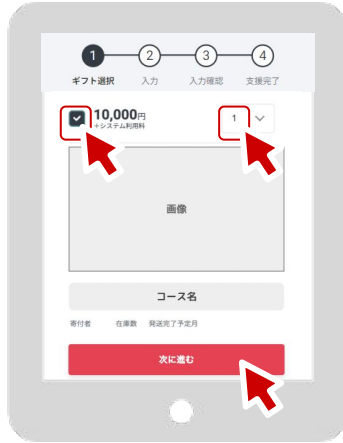 1 2 3 4
ギフト選択 入力 入力確認 支援完了
10,000円
+システム利用料
1
画像
コース名
寄付者 在庫数 発送完了予定月
次に進む